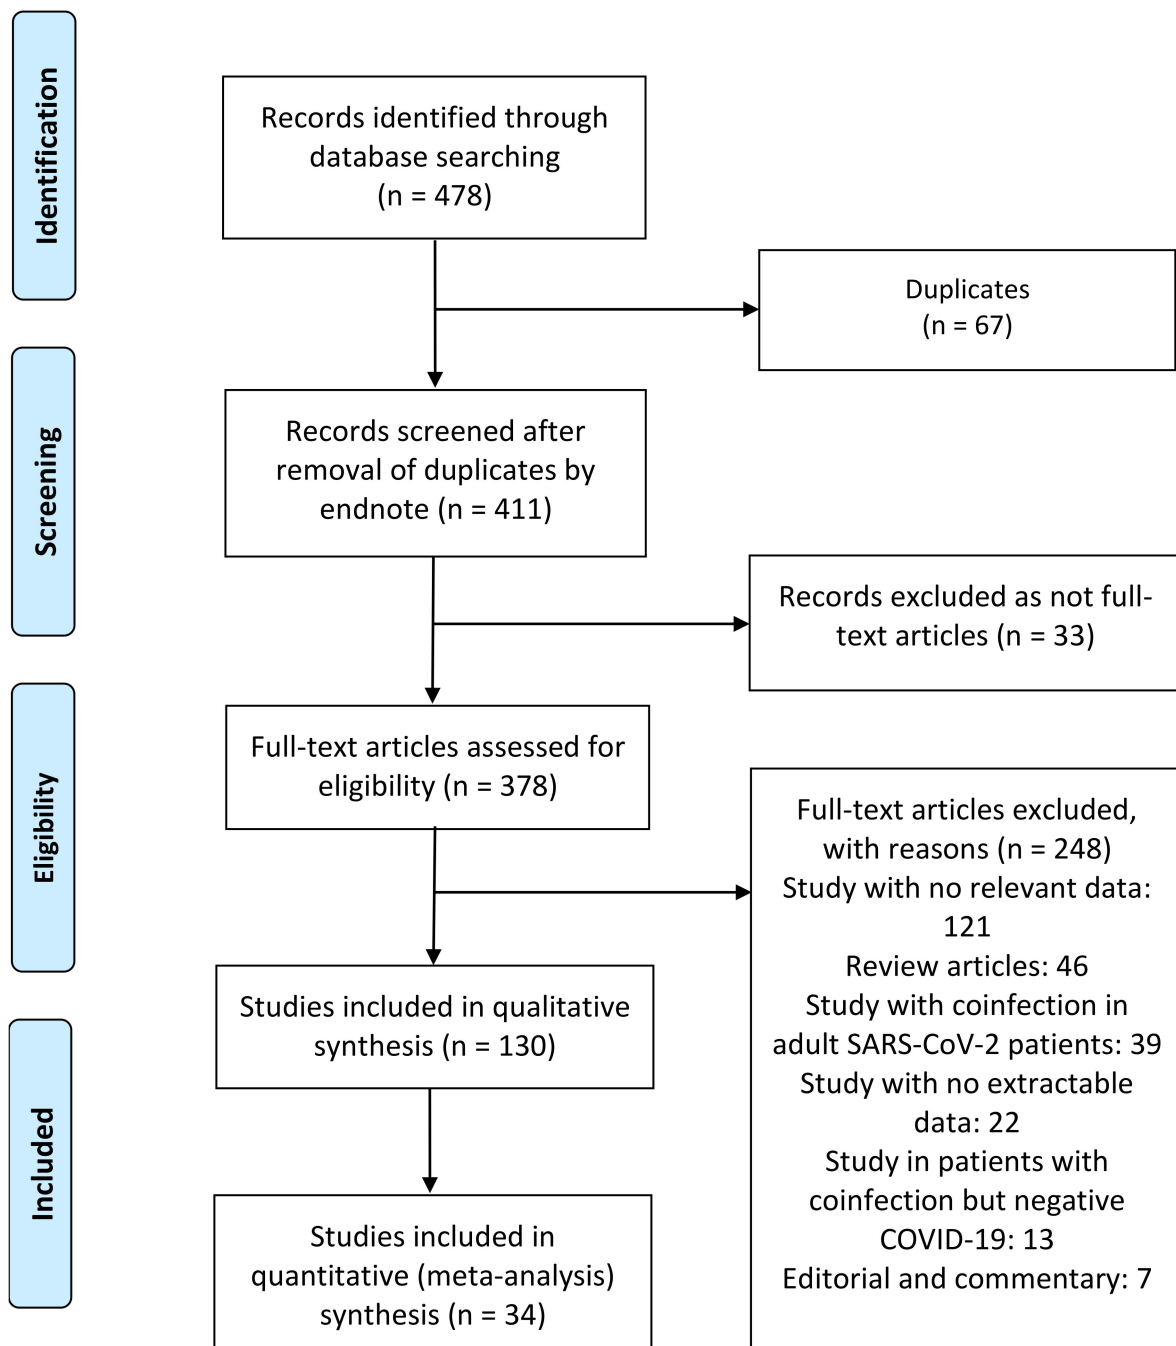 Identification
Records identified through
database searching
(n = 478)
Duplicates
(n = 67)
Screening
Records screened after
removal of duplicates by
endnote (n = 411)
Records excluded as not full-
text articles (n = 33)
Eligibility
Full-text articles assessed for
eligibility (n = 378)
Full-text articles excluded,
with reasons (n = 248)
Study with no relevant data:
121
Review articles: 46
Study with coinfection in
adult SARS-CoV-2 patients: 39
Study with no extractable
data: 22
Study in patients with
coinfection but negative
COVID-19: 13
Editorial and commentary: 7
Studies included in qualitative
synthesis (n = 130)
Included
Studies included in
quantitative (meta-analysis)
synthesis (n = 34)